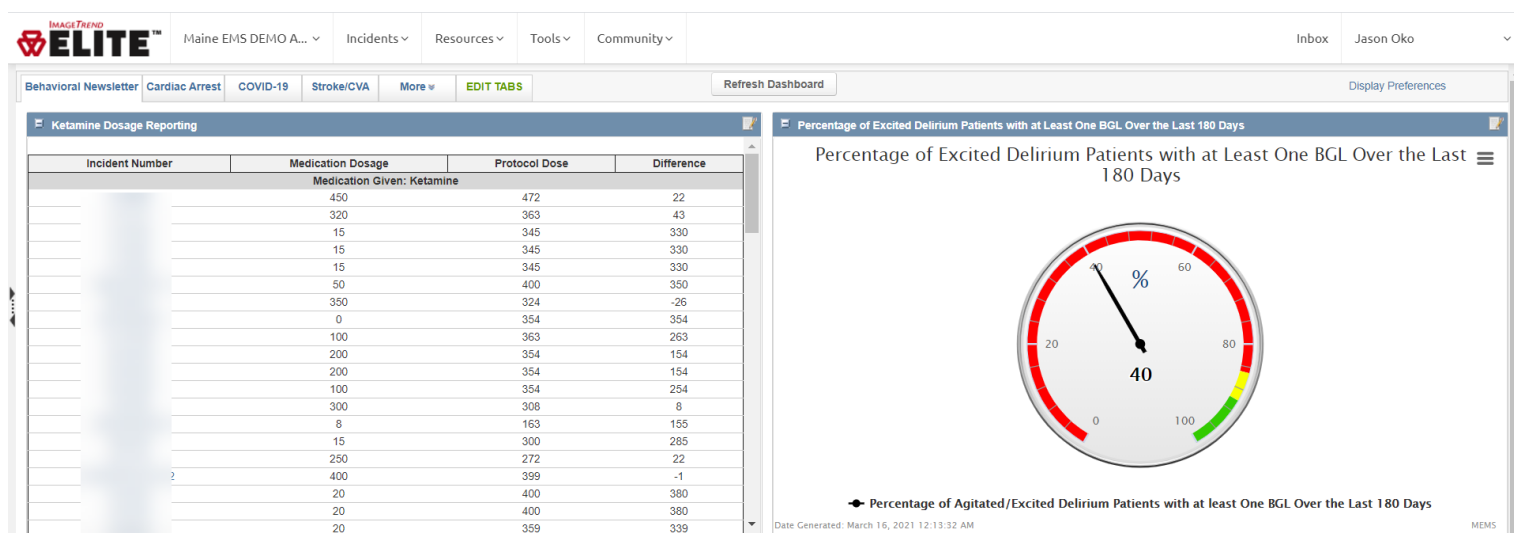 IMAGETREND
ELITE™
Maine EMS DEMO A... Incidents Resources Tools Community Inbox Jason Oko
Behavioral Newsletter Cardiac Arrest COVID-19 Stroke/CVA More EDIT TABS Refresh Dashboard Display Preferences
Ketamine Dosage Reporting
Incident Number Medication Dosage Protocol Dose Difference
Medication Given: Ketamine
450 472 22
320 363 43
15 345 330
15 345 330
15 345 330
50 400 350
350 324 -26
0 354 354
100 363 263
200 354 154
200 354 154
100 354 254
300 308 8
8 163 155
15 300 285
250 272 22
2 400 399 -1
20 400 380
20 400 380
20 359 339
Percentage of Excited Delirium Patients with at Least One BGL Over the Last 180 Days
Percentage of Excited Delirium Patients with at Least One BGL Over the Last
180 Days
40 % 60
20 80
40
0 100
Percentage of Agitated/Excited Delirium Patients with at least One BGL Over the Last 180 Days
Date Generated: March 16, 2021 12:13:32 AM MEMS